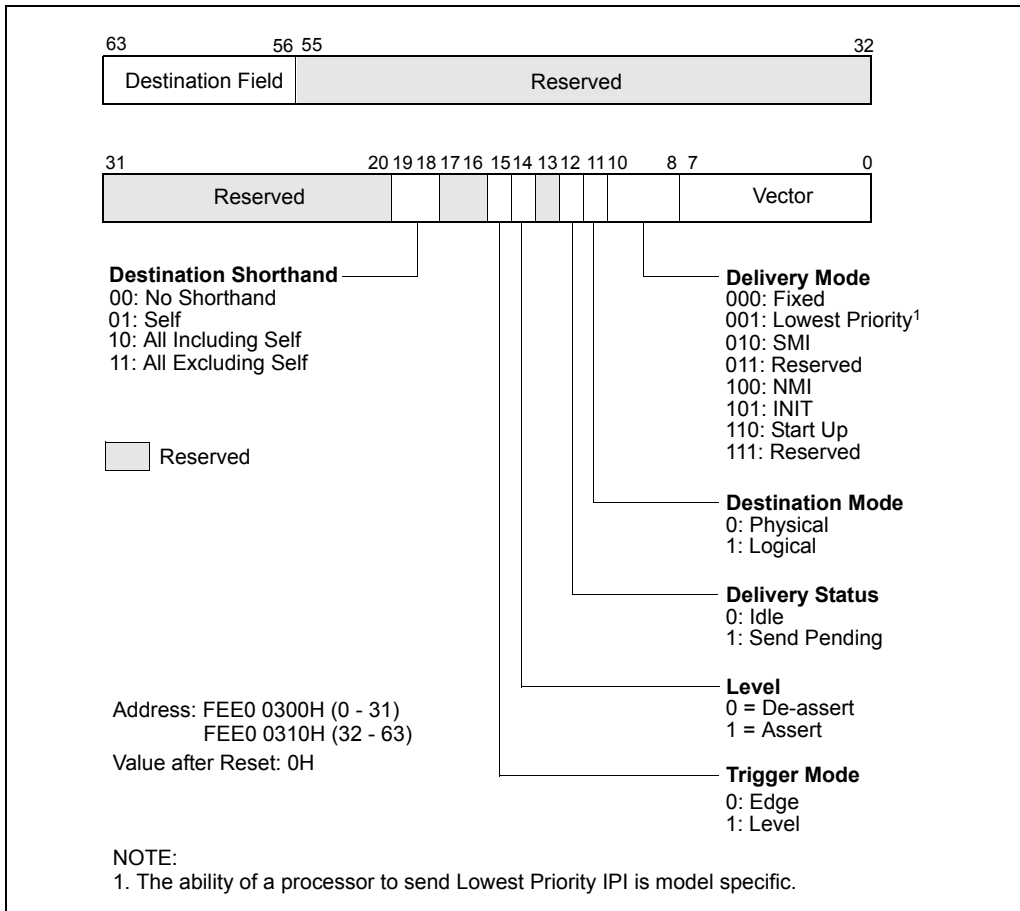 63 56 55 32
Destination Field Reserved
31 20 19 18 17 16 15 14 13 12 11 10 8 7 0
Reserved Vector
Destination Shorthand
00: No Shorthand
01: Self
10: All Including Self
11: All Excluding Self
Reserved
Delivery Mode
000: Fixed
001: Lowest Priority1
010: SMI
011: Reserved
100: NMI
101: INIT
110: Start Up
111: Reserved
Destination Mode
0: Physical
1: Logical
Delivery Status
0: Idle
1: Send Pending
Level
0 = De-assert
1 = Assert
Trigger Mode
0: Edge
1: Level
Address: FEE0 0300H (0 - 31)
FEE0 0310H (32 - 63)
Value after Reset: 0H
NOTE:
1. The ability of a processor to send Lowest Priority IPI is model specific.